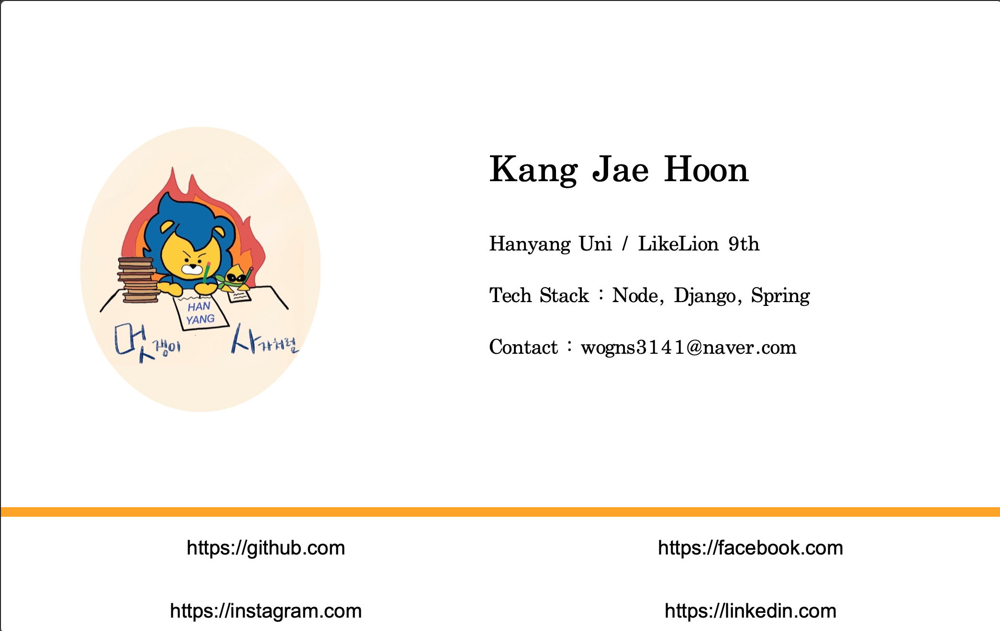 Kang Jae Hoon
Hanyang Uni / LikeLion 9th
Tech Stack : Node, Django, Spring
Contact : wogns3141@naver.com
HAN
YANG
멋쟁이 사자처럼
https://github.com
https://facebook.com
https://instagram.com
https://linkedin.com